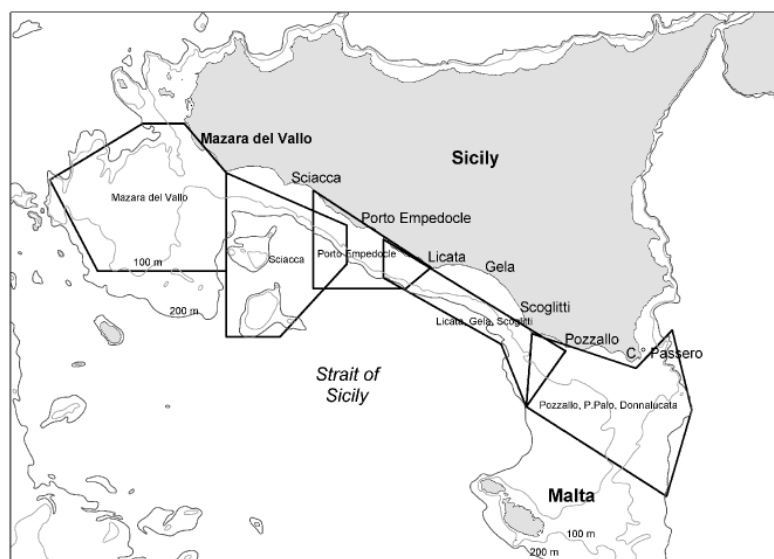 Mazara del Vallo
Sicily
Sciacca
Mazara del Vallo
Porto Empedocle
Sciacca
Porto Empedocle
Licata
100 m
Gela
200 m
Scoglitti
Licata, Gela, Scoglitti
Pozzallo
C. Passero
Strait of
Sicily
Pozzallo, P.Palo, Donnalucata
Malta
100 m
200 m